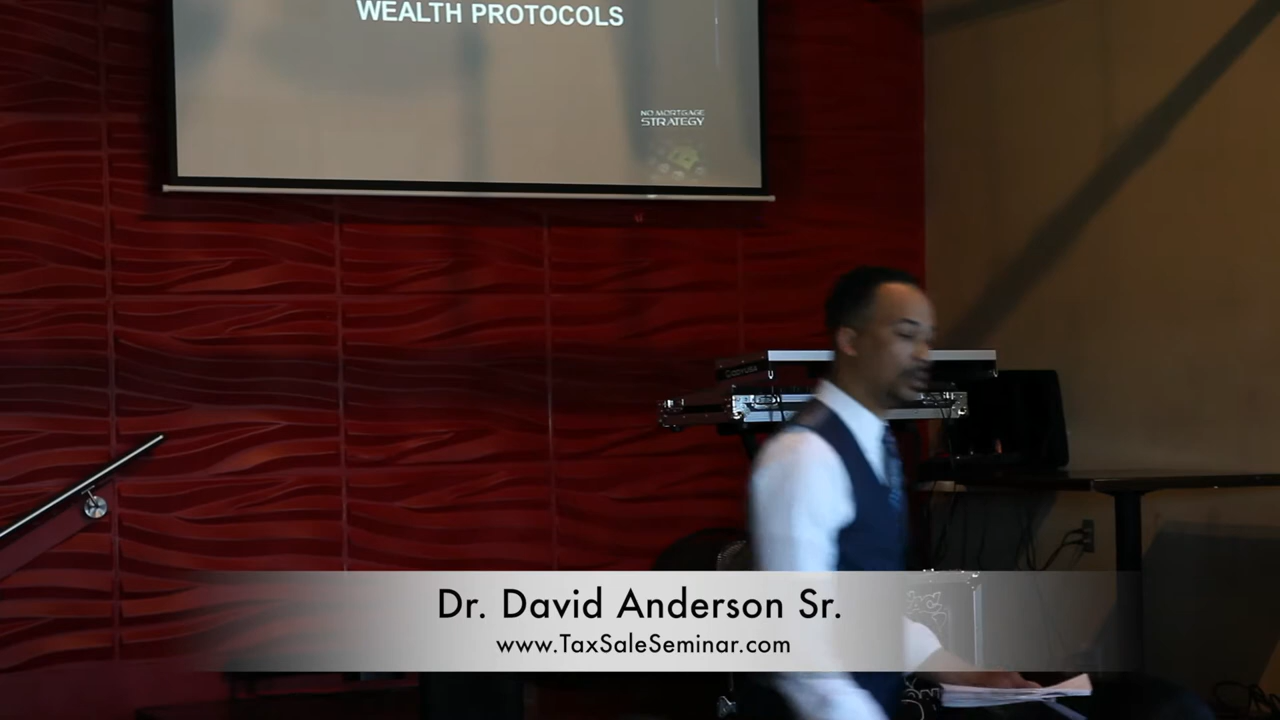 WEALTH PROTOCOLS
NO MORTGAGE
STRATEGY
Dr. David Anderson Sr.
www.TaxSaleSeminar.com